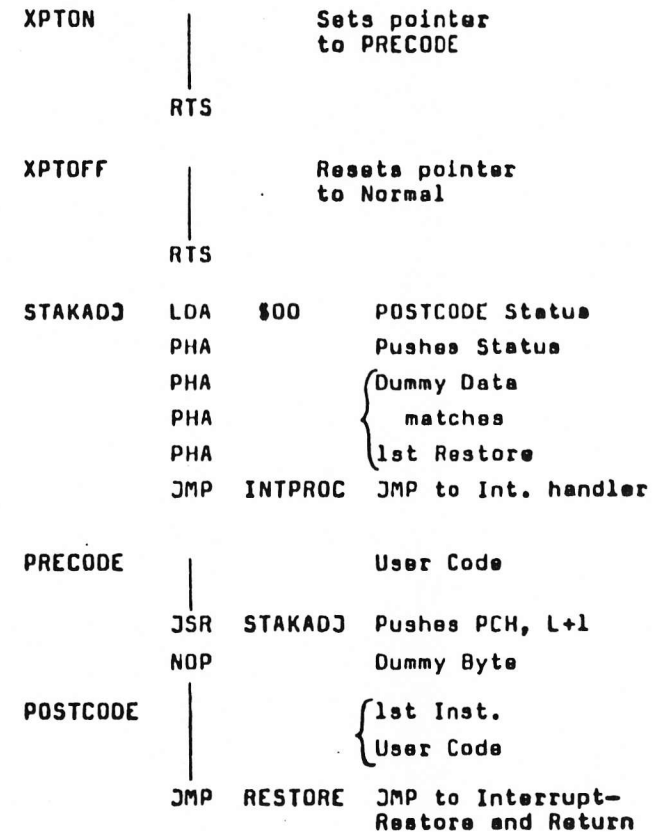 XPTON Sets pointer
to PRECODE
RTS
XPTOFF Resets pointer
to Normal
RTS
STAKADJ LDA $00 POSTCODE Status
PHA Pushes Status
PHA Dummy Data
PHA matches
PHA 1st Restore
JMP INTPROC JMP to Int. handler
PRECODE User Code
JSR STAKADJ Pushes PCH, L+1
NOP Dummy Byte
POSTCODE 1st Inst.
User Code
JMP RESTORE JMP to Interrupt-
Restore and Return